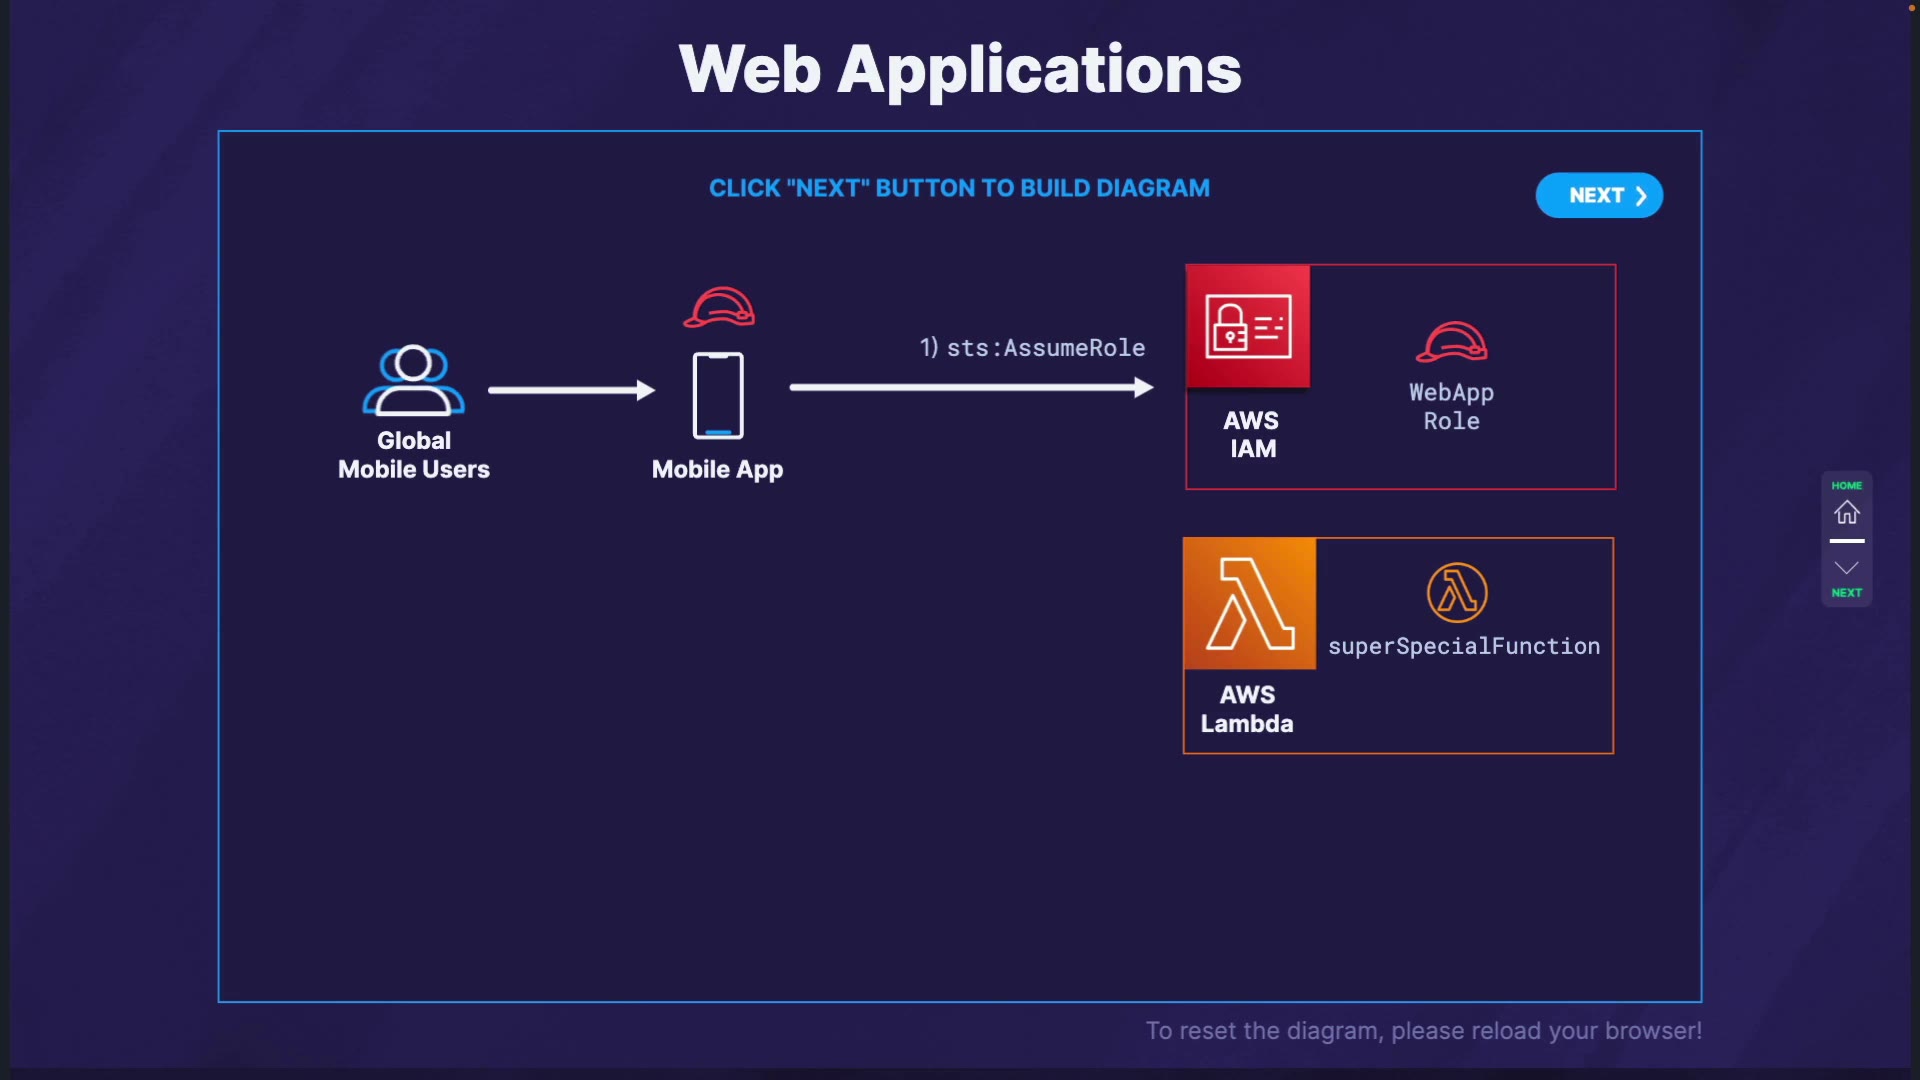 Web Applications
CLICK "NEXT" BUTTON TO BUILD DIAGRAM
NEXT
1) sts:AssumeRole
Global
Mobile Users
Mobile App
AWS
IAM
WebApp
Role
superSpecialFunction
AWS
Lambda
HOME
NEXT
To reset the diagram, please reload your browser!